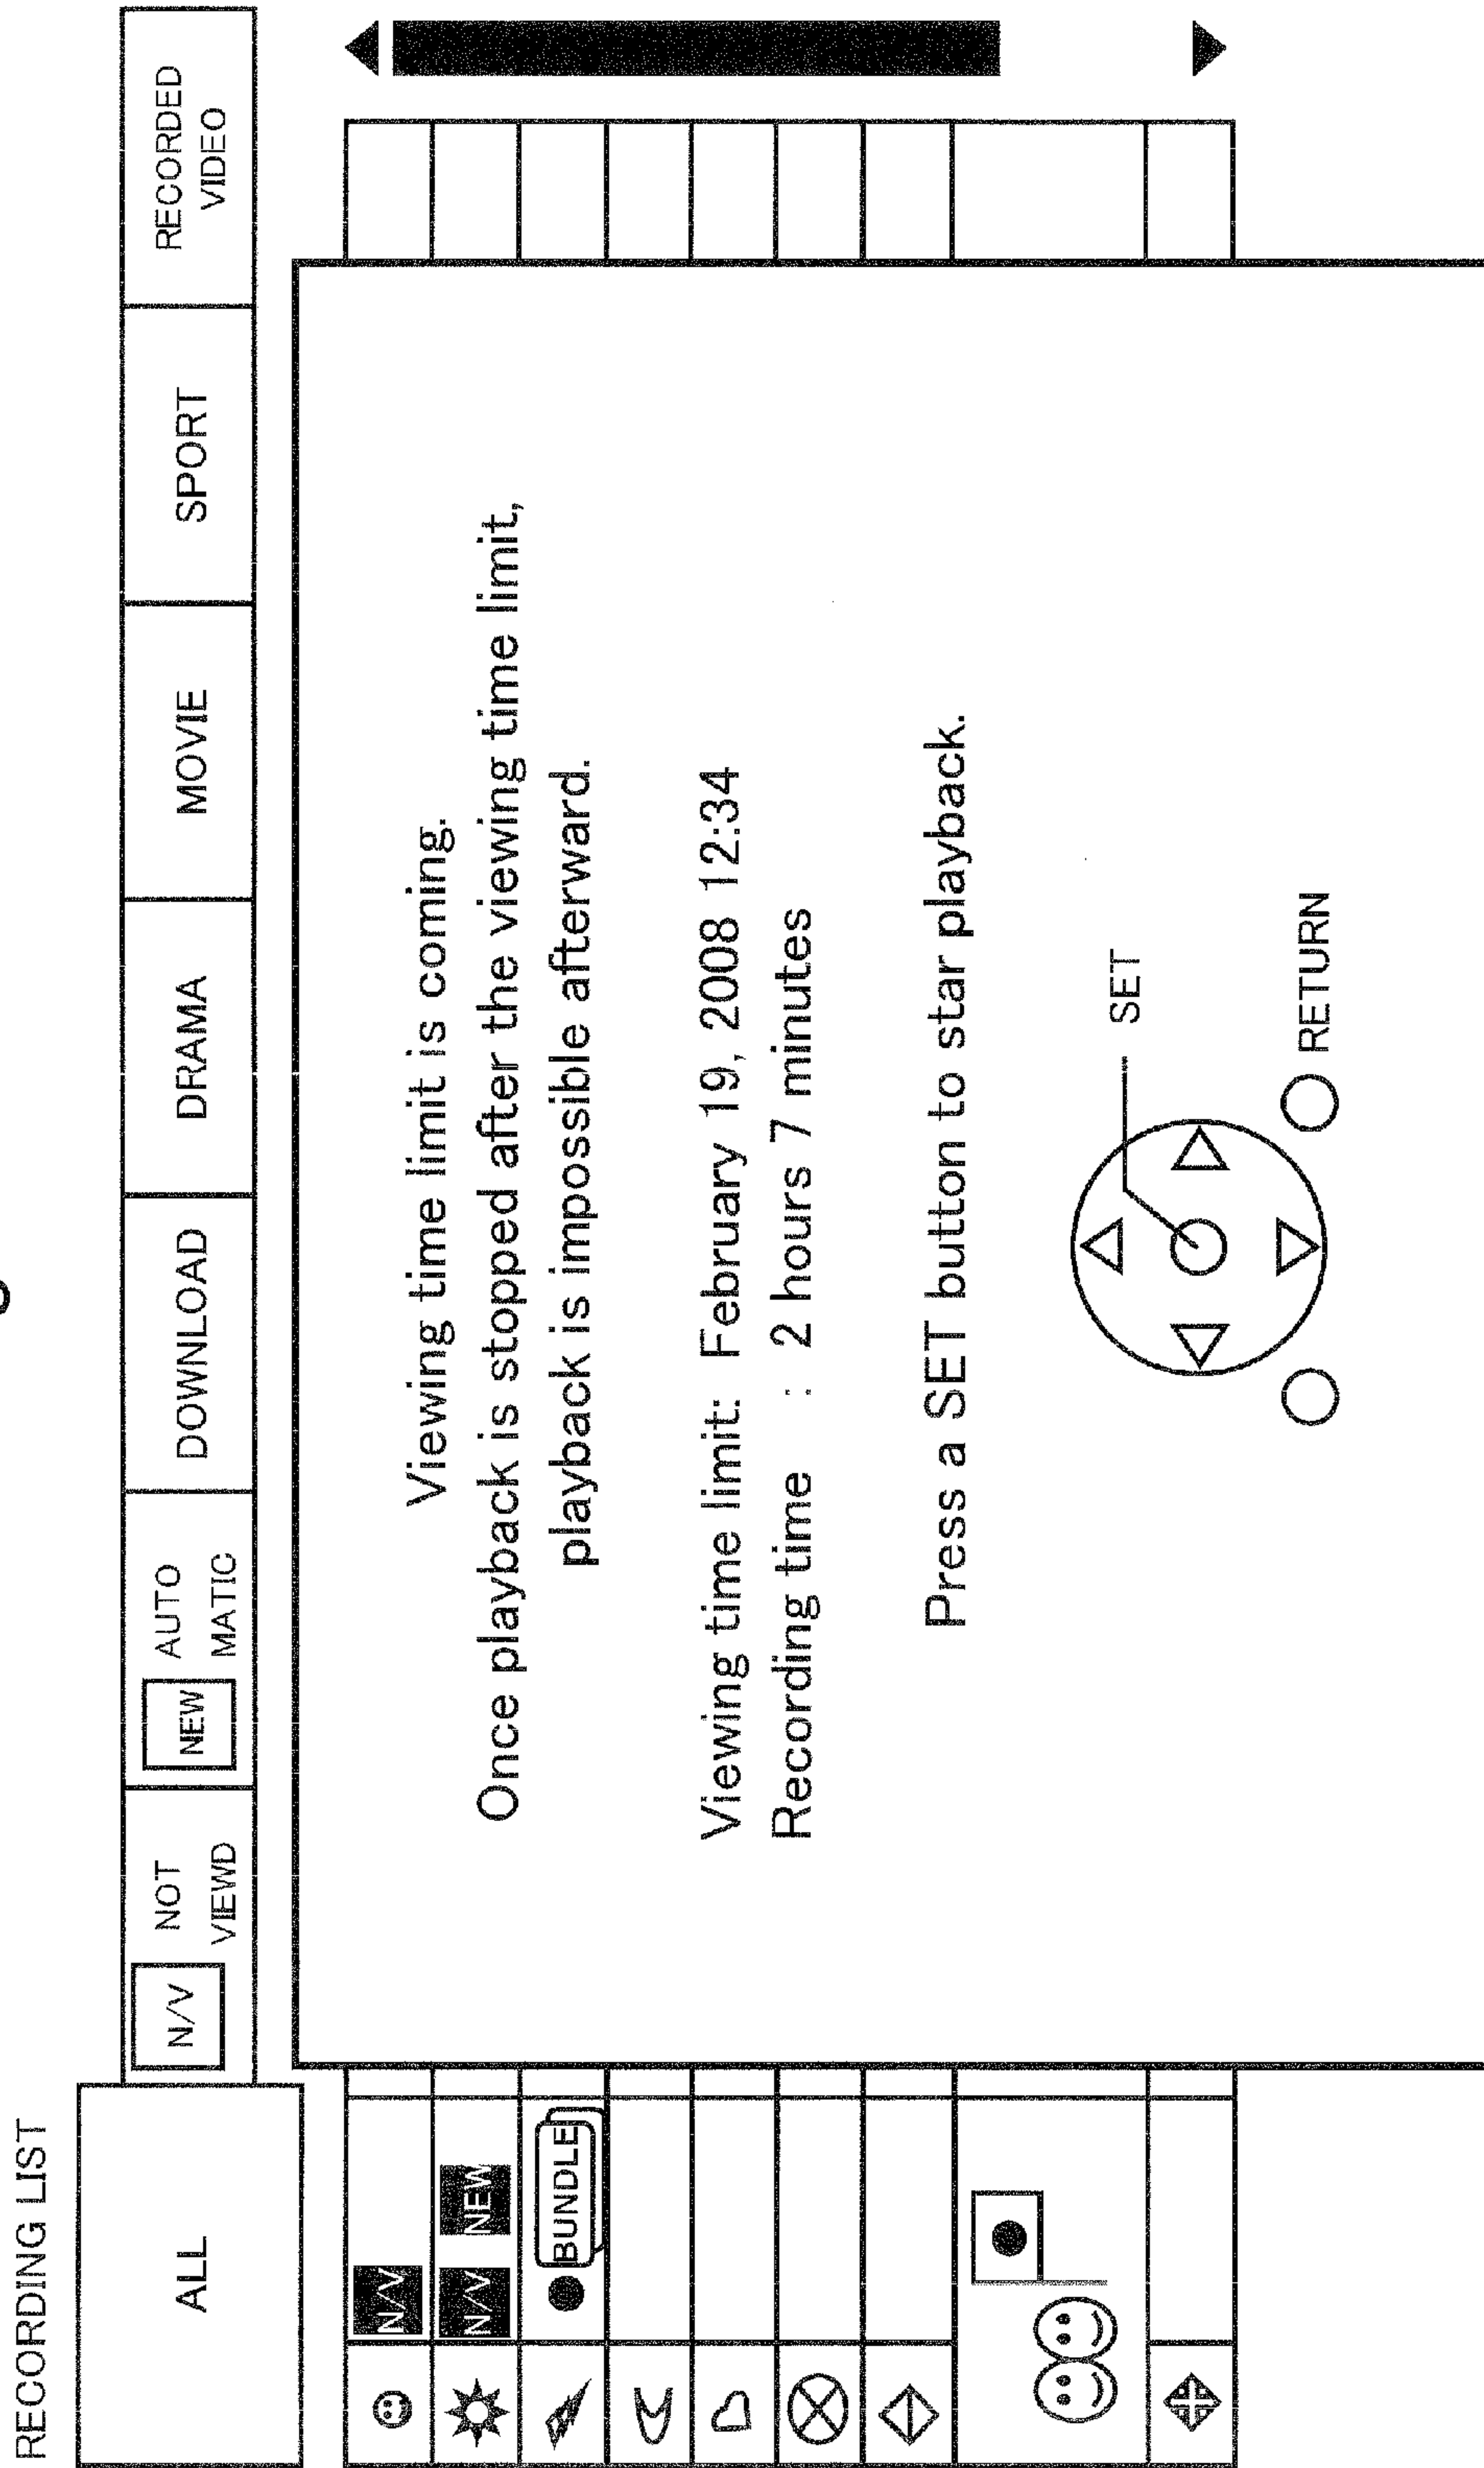 RECORDING LIST
ALL
N/V NOT VIEWD
NEW AUTO MATIC
DOWNLOAD
DRAMA
MOVIE
SPORT
RECORDED
VIDEO
N/V
N/V NEW
BUNDLE
Viewing time limit is coming.
Once playback is stopped after the viewing time limit,
playback is impossible afterward.
Viewing time limit: February 19, 2008 12:34
Recording time : 2 hours 7 minutes
Press a SET button to star playback.
SET
RETURN